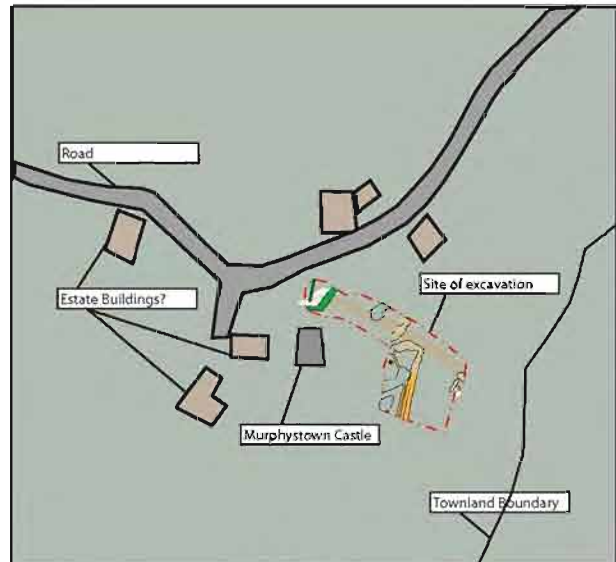 Road
Site of excavation
Estate Buildings?
Murphystown Castle
Townland Boundary